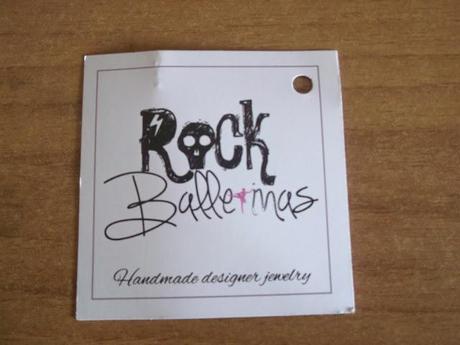 Rock
Ballerinas
Handmade designer jewelry